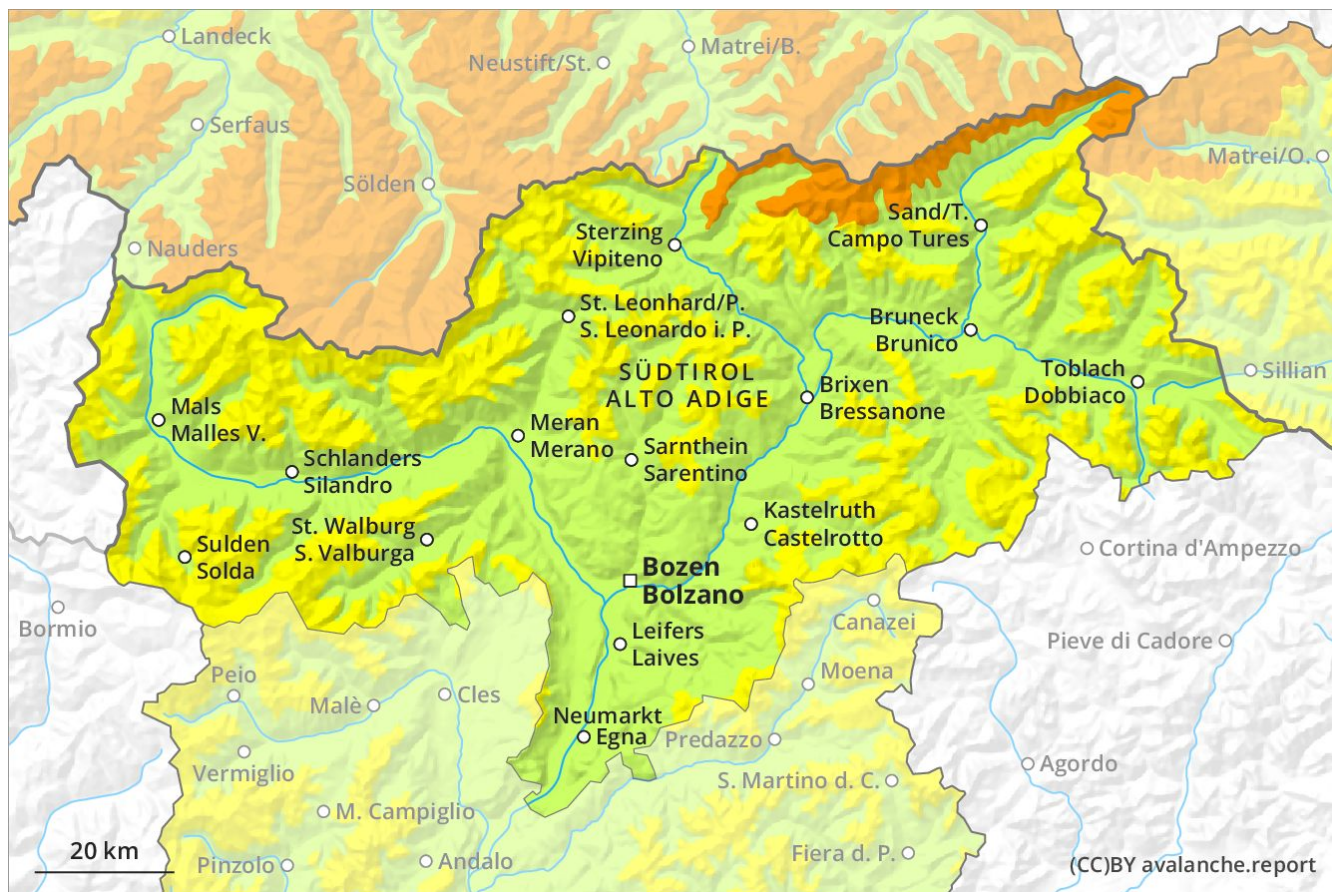 Landeck
Matrei/B.
Neustift/St.
Serfaus
Matrei/O.
Sölden
Sand/T.
Campo Tures
Sterzing
Vipiteno
Nauders
St. Leonhard/P.
S. Leonardo i. P.
Bruneck
Brunico
SÜDTIROL
ALTO ADIGE
Toblach
Dobbiaco
Sillian
Brixen
Bressanone
Mals
Malles V.
Meran
Merano
Sarnthein
Sarentino
Schlanders
Silandro
Kastelruth
Castelrotto
St. Walburg
S. Valburga
Sulden
Solda
Cortina d'Ampezzo
Bozen
Bolzano
Bormio
Canazei
Leifers
Laives
Pieve di Cadore
Peio
Moena
Malè
Cles
Neumarkt
Egna
Predazzo
Vermiglio
Agordo
S. Martino d. C.
M. Campiglio
20 km
Pinzolo
Andalo
Fiera d. P.
(CC)BY avalanche.report